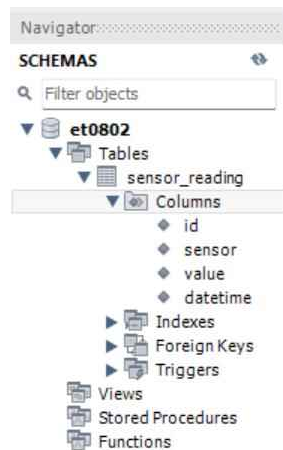 Navigator
SCHEMAS
Filter objects
et0802
Tables
sensor_reading
Columns
id
sensor
value
datetime
Indexes
Foreign Keys
Triggers
Views
Stored Procedures
Functions